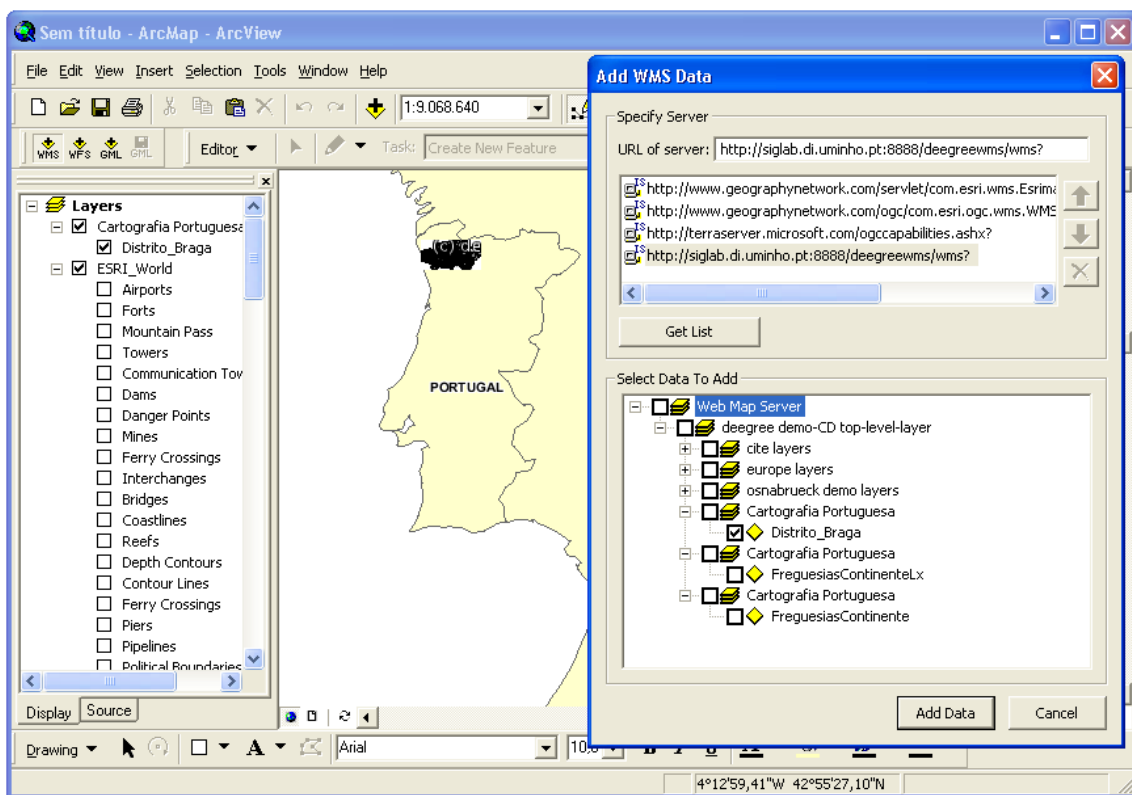 Sem título - ArcMap - ArcView
File Edit View Insert Selection Tools Window Help
1:9.068.640
WMS WFS GML GML
Editor
Task: Create New Feature
Layers
Cartografia Portuguesa
Distrito_Braga
ESRI_World
Airports
Forts
Mountain Pass
Towers
Communication Tow
Dams
Danger Points
Mines
Ferry Crossings
Interchanges
Bridges
Coastlines
Reefs
Depth Contours
Contour Lines
Ferry Crossings
Piers
Pipelines
Political Boundaries
Display Source
(c) de
PORTUGAL
Add WMS Data
Specify Server
URL of server: http://siglab.di.uminho.pt:8888/deegreewms/wms?
http://www.geographynetwork.com/servlet/com.esri.wms.Esrima
http://www.geographynetwork.com/ogc/com.esri.ogc.wms.WMS
http://terraserver.microsoft.com/ogccapabilities.ashx?
http://siglab.di.uminho.pt:8888/deegreewms/wms?
Get List
Select Data To Add
Web Map Server
deegree demo-CD top-level-layer
cite layers
europe layers
osnabrueck demo layers
Cartografia Portuguesa
Distrito_Braga
Cartografia Portuguesa
FreguesiasContinenteLx
Cartografia Portuguesa
FreguesiasContinente
Add Data Cancel
Drawing A Arial
4°12'59,41"W 42°55'27,10"N